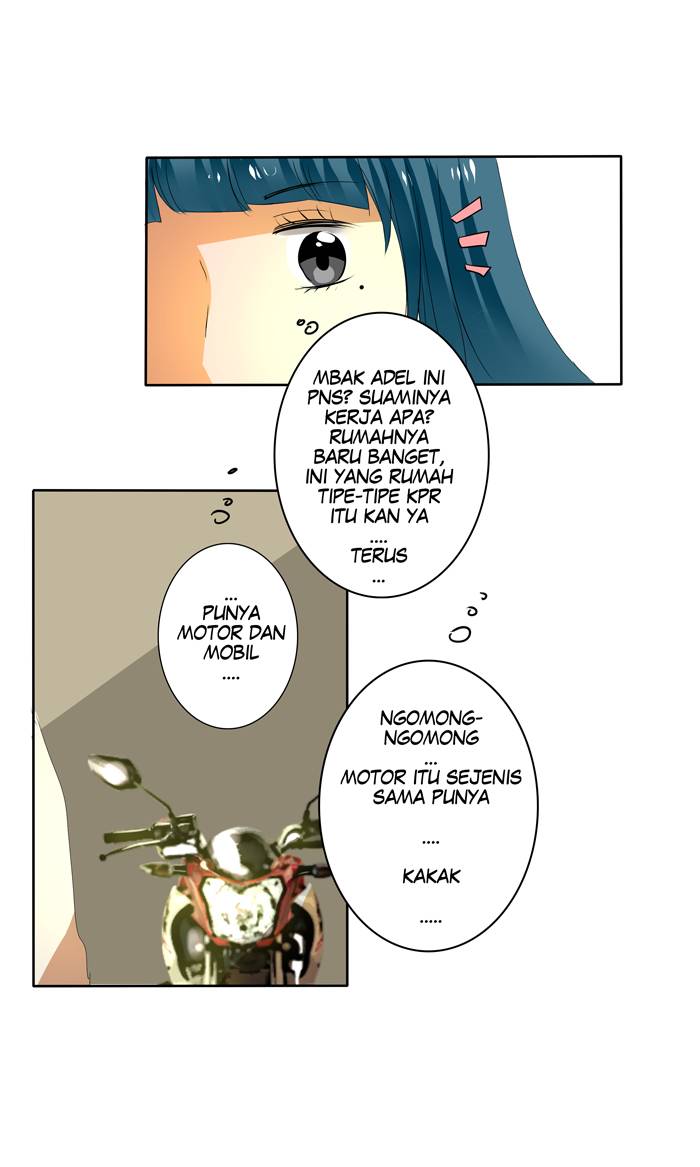 MBAK ADEL INI
PNS? SUAMINYA
KERJA APA?
RUMAHNYA
BARU BANGET,
INI YANG RUMAH
TIPE-TIPE KPR
ITU KAN YA
....
TERUS
...
...
PUNYA
MOTOR DAN
MOBIL
....
NGOMONG-
NGOMONG
...
MOTOR ITU SEJENIS
SAMA PUNYA
....
KAKAK
.....